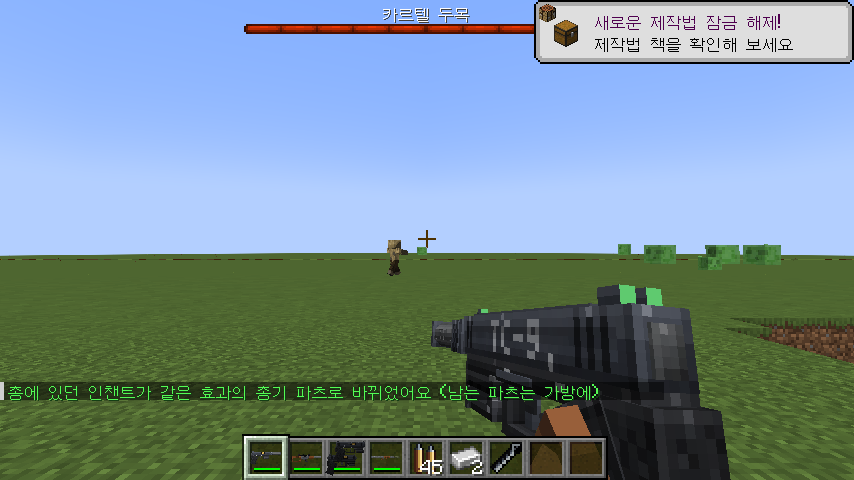 카르텔 두목
새로운 제작법 잠금 해제!
제작법 책을 확인해 보세요
총에 있던 인챈트가 같은 효과의 총기 파츠로 바뀌었어요 (남는 파츠는 가방에)
46
2